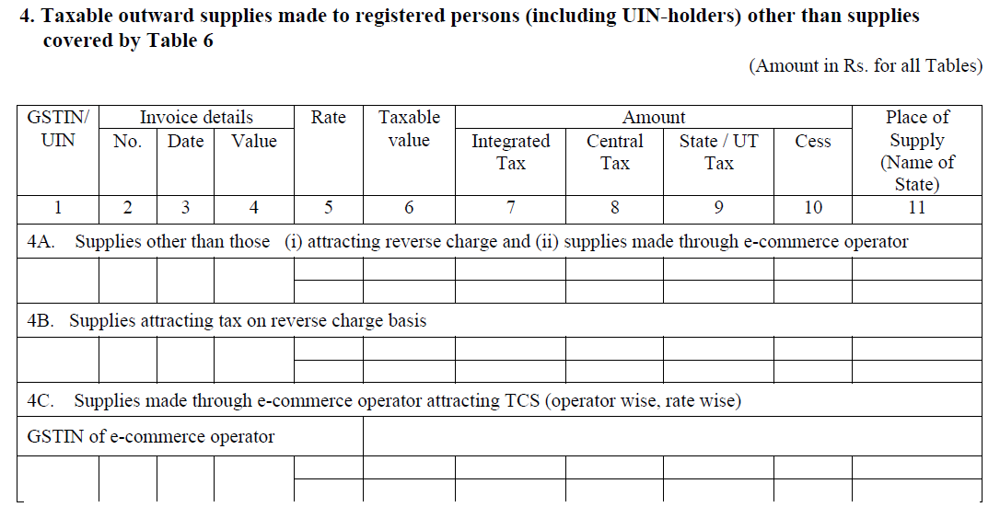 4. Taxable outward supplies made to registered persons (including UIN-holders) other than supplies
covered by Table 6
(Amount in Rs. for all Tables)
GSTIN/ Invoice details Rate Taxable Amount Place of
UIN No. Date Value value Integrated Central State / UT Cess Supply
Tax Tax Tax (Name of
State)
1 2 3 4 5 6 7 8 9 10 11
4A. Supplies other than those (i) attracting reverse charge and (ii) supplies made through e-commerce operator
4B. Supplies attracting tax on reverse charge basis
4C. Supplies made through e-commerce operator attracting TCS (operator wise, rate wise)
GSTIN of e-commerce operator